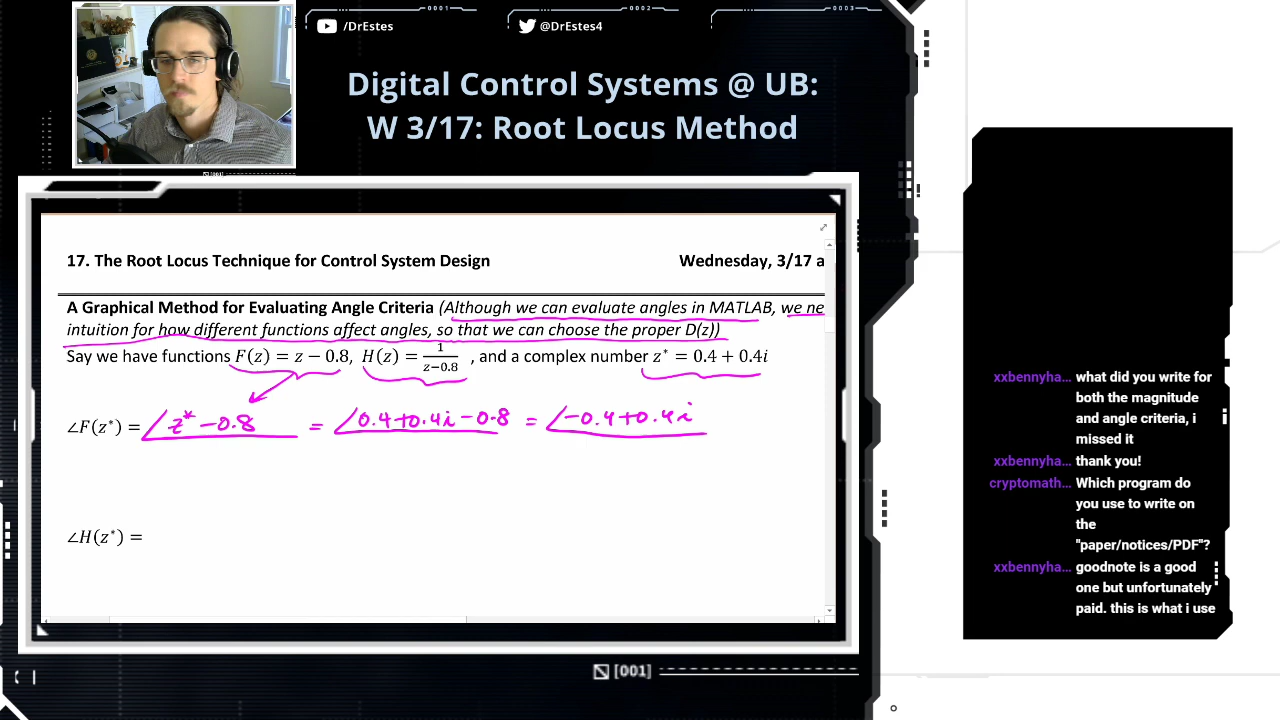 /DrEstes
0001
@DrEstes4
0002
0003
Digital Control Systems @ UB:
W 3/17: Root Locus Method
[001]
17. The Root Locus Technique for Control System Design
Wednesday, 3/17 a
A Graphical Method for Evaluating Angle Criteria (Although we can evaluate angles in MATLAB, we ne
intuition for how different functions affect angles, so that we can choose the proper D(z))
Say we have functions F(z) = z − 0.8, H(z) = 1/(z−0.8) , and a complex number z* = 0.4 + 0.4i
∠F(z*) = ∠z* − 0.8 = ∠0.4+0.4i − 0.8 = ∠−0.4+0.4i
∠H(z*) =
[001]
xxbennyha... what did you write for
both the magnitude
and angle criteria, i
missed it
xxbennyha... thank you!
cryptomath... Which program do
you use to write on
the
"paper/notices/PDF"?
xxbennyha... goodnote is a good
one but unfortunately
paid. this is what i use